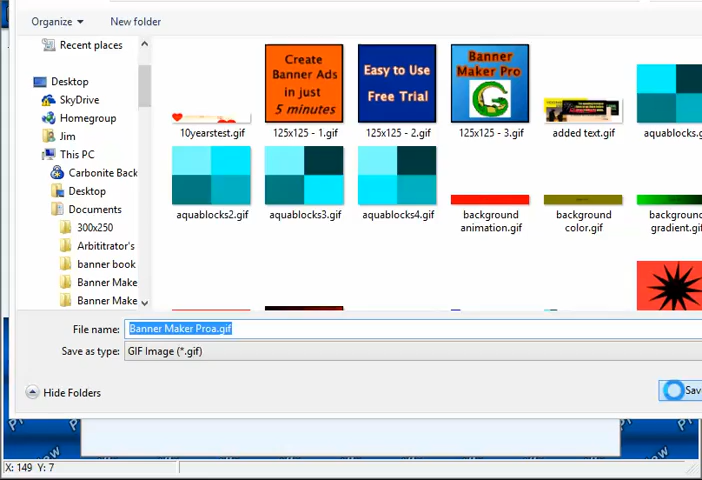 Organize
New folder
Recent places
Desktop
SkyDrive
Homegroup
Jim
This PC
Carbonite Back
Desktop
Documents
300x250
Arbititrator's
banner book
Banner Make
Banner Make
Create
Banner Ads
in just
5 minutes
Easy to Use
Free Trial
Banner
Maker Pro
G
10yearstest.gif
125x125 - 1.gif
125x125 - 2.gif
125x125 - 3.gif
added text.gif
aquablocks.g
aquablocks2.gif
aquablocks3.gif
aquablocks4.gif
background
animation.gif
background
color.gif
background
gradient.gif
File name:
Banner Maker Proa.gif
Save as type:
GIF Image (*.gif)
Hide Folders
Sav
X: 149 Y: 7